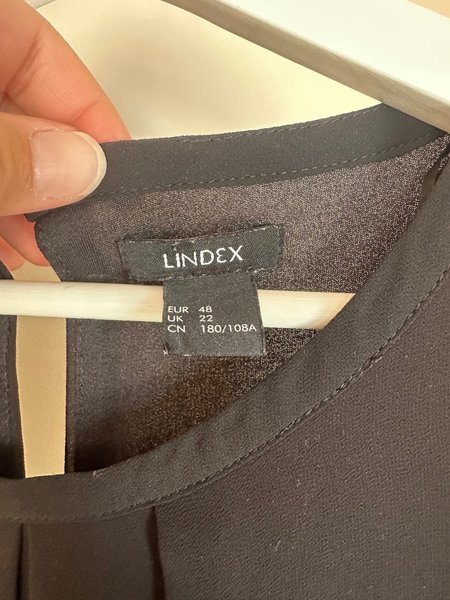 LINDEX
EUR 48
UK 22
CN 180/108A